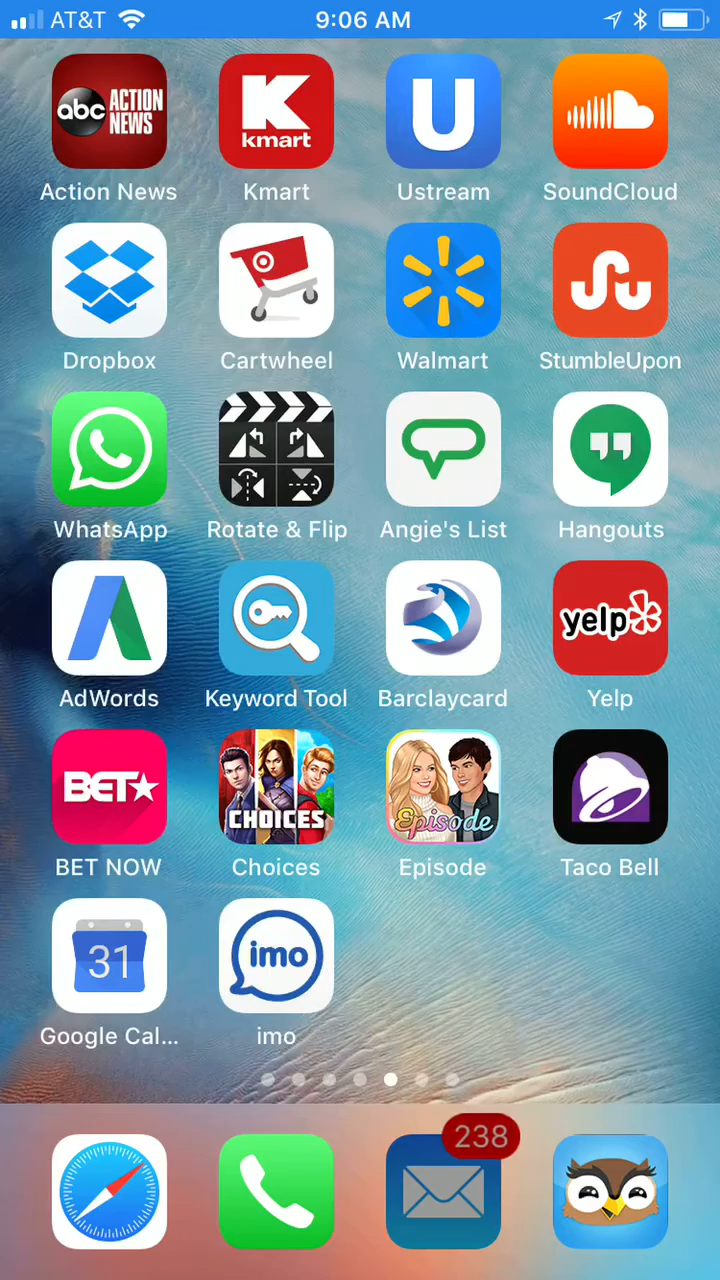 AT&T 9:06 AM
abc ACTION NEWS
K kmart
U
Action News Kmart Ustream SoundCloud
Dropbox Cartwheel Walmart StumbleUpon
WhatsApp Rotate & Flip Angie's List Hangouts
yelp
AdWords Keyword Tool Barclaycard Yelp
BET CHOICES Episode
BET NOW Choices Episode Taco Bell
31 imo
Google Cal... imo
238